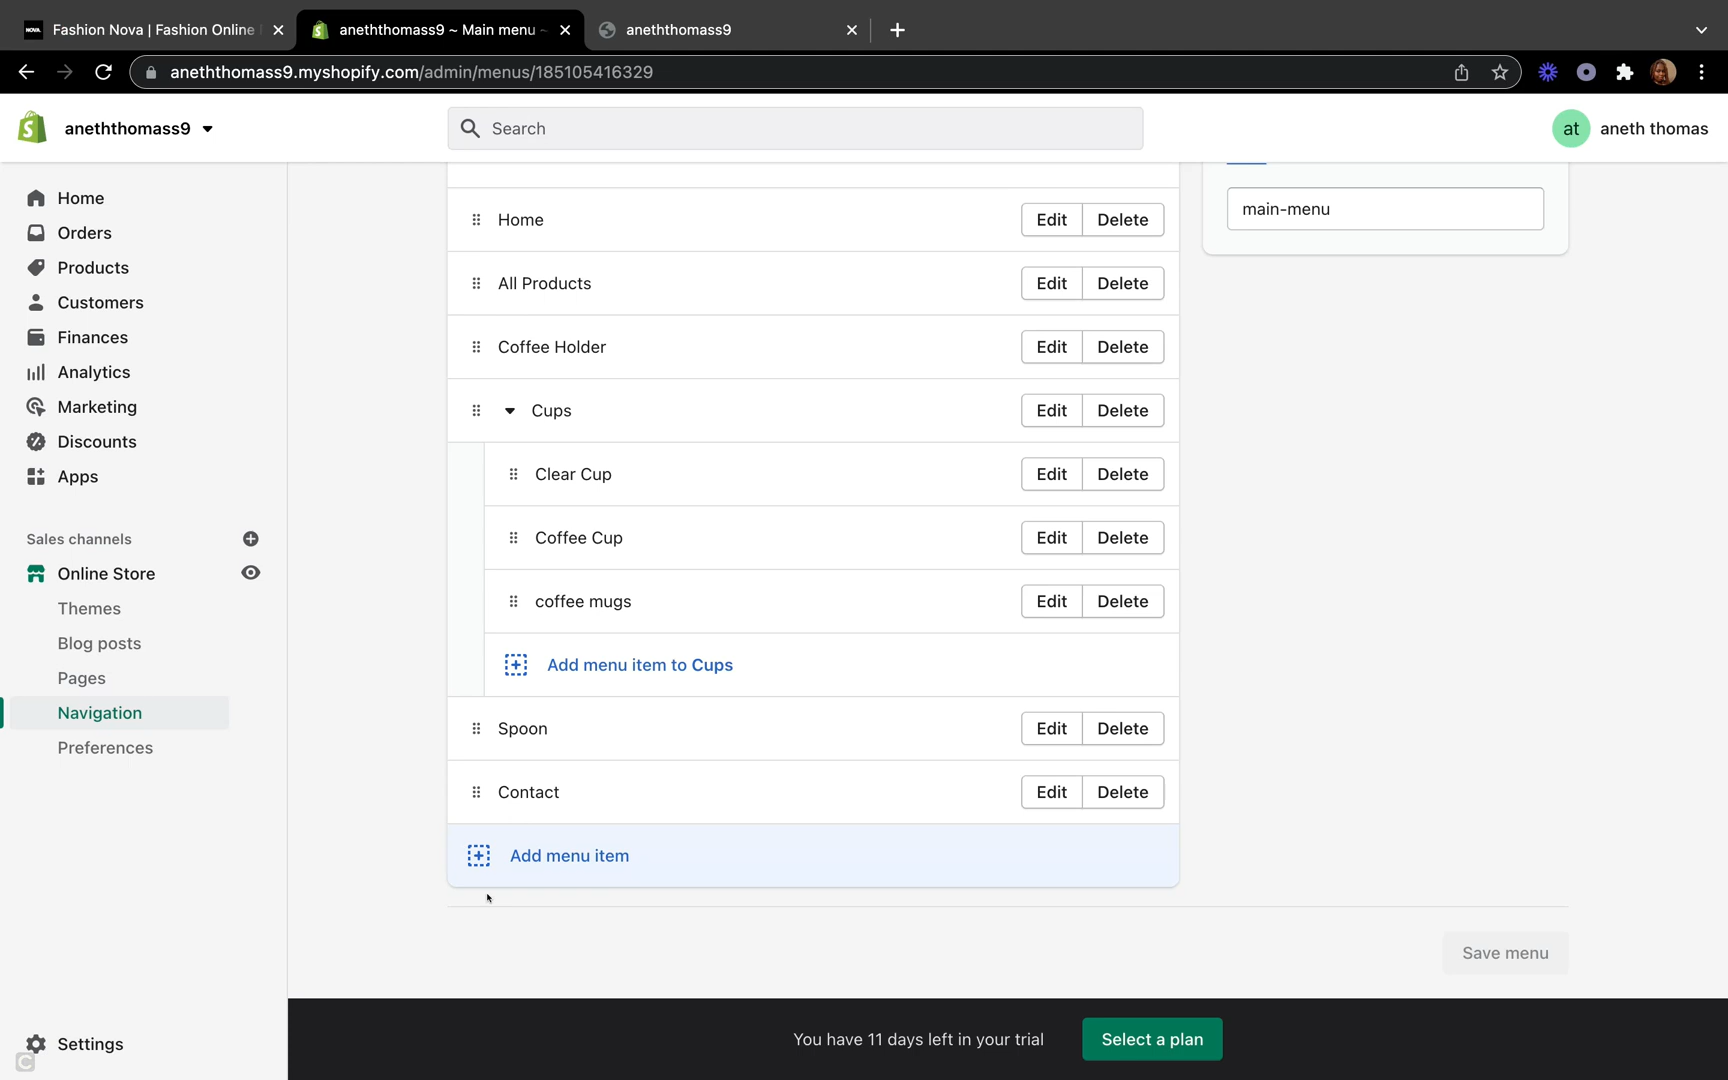 NOVA
Fashion Nova | Fashion Online
aneththomass9 ~ Main menu ~
aneththomass9
aneththomass9.myshopify.com/admin/menus/185105416329
aneththomass9
Search
at
aneth thomas
Home
Orders
Products
Customers
Finances
Analytics
Marketing
Discounts
Apps
Sales channels
Online Store
Themes
Blog posts
Pages
Navigation
Preferences
Settings
Home Edit Delete
All Products Edit Delete
Coffee Holder Edit Delete
Cups Edit Delete
Clear Cup Edit Delete
Coffee Cup Edit Delete
coffee mugs Edit Delete
Add menu item to Cups
Spoon Edit Delete
Contact Edit Delete
Add menu item
main-menu
Save menu
You have 11 days left in your trial
Select a plan